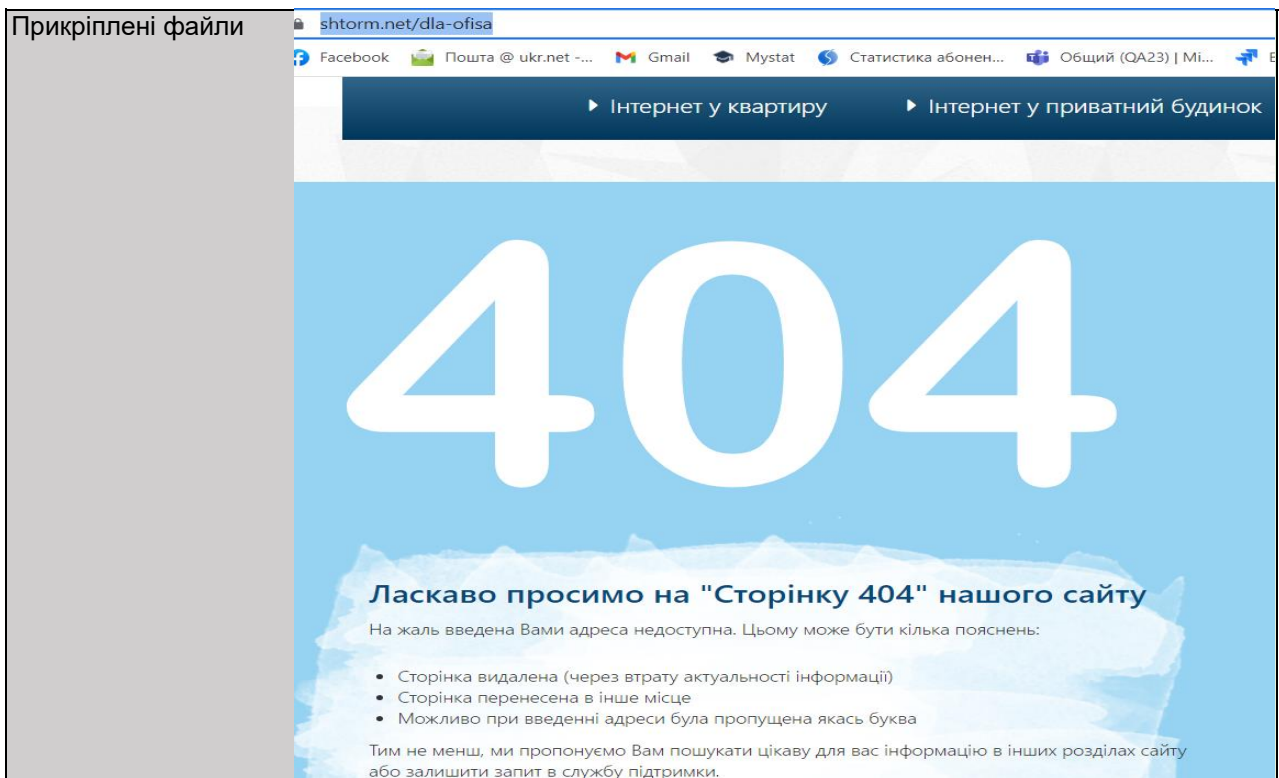 Прикріплені файли
shtorm.net/dla-ofisa
Facebook Пошта @ ukr.net -... Gmail Mystat Статистика абонен... Общий (QA23) | Mi...
Інтернет у квартиру Інтернет у приватний будинок
404
Ласкаво просимо на "Сторінку 404" нашого сайту
На жаль введена Вами адреса недоступна. Цьому може бути кілька пояснень:
• Сторінка видалена (через втрату актуальності інформації)
• Сторінка перенесена в інше місце
• Можливо при введенні адреси була пропущена якась буква
Тим не менш, ми пропонуємо Вам пошукати цікаву для вас інформацію в інших розділах сайту
або залишити запит в службу підтримки.